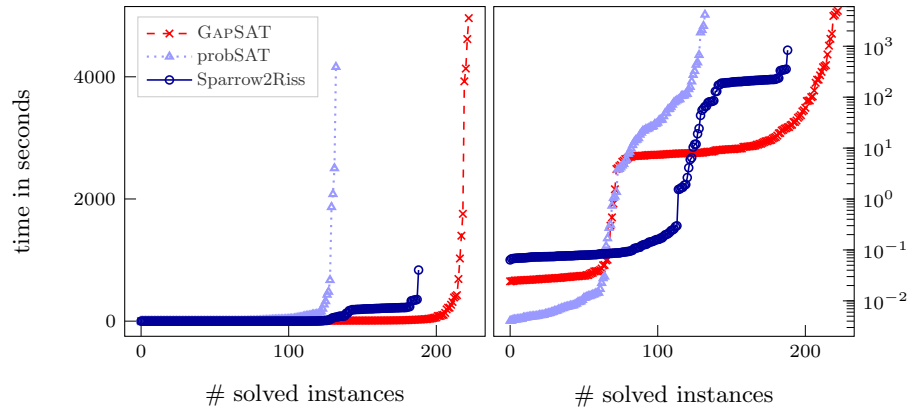 GAPSAT
probSAT
Sparrow2Riss
time in seconds
4000
2000
0
0 100 200
# solved instances
10^3
10^2
10^1
10^0
10^−1
10^−2
0 100 200
# solved instances